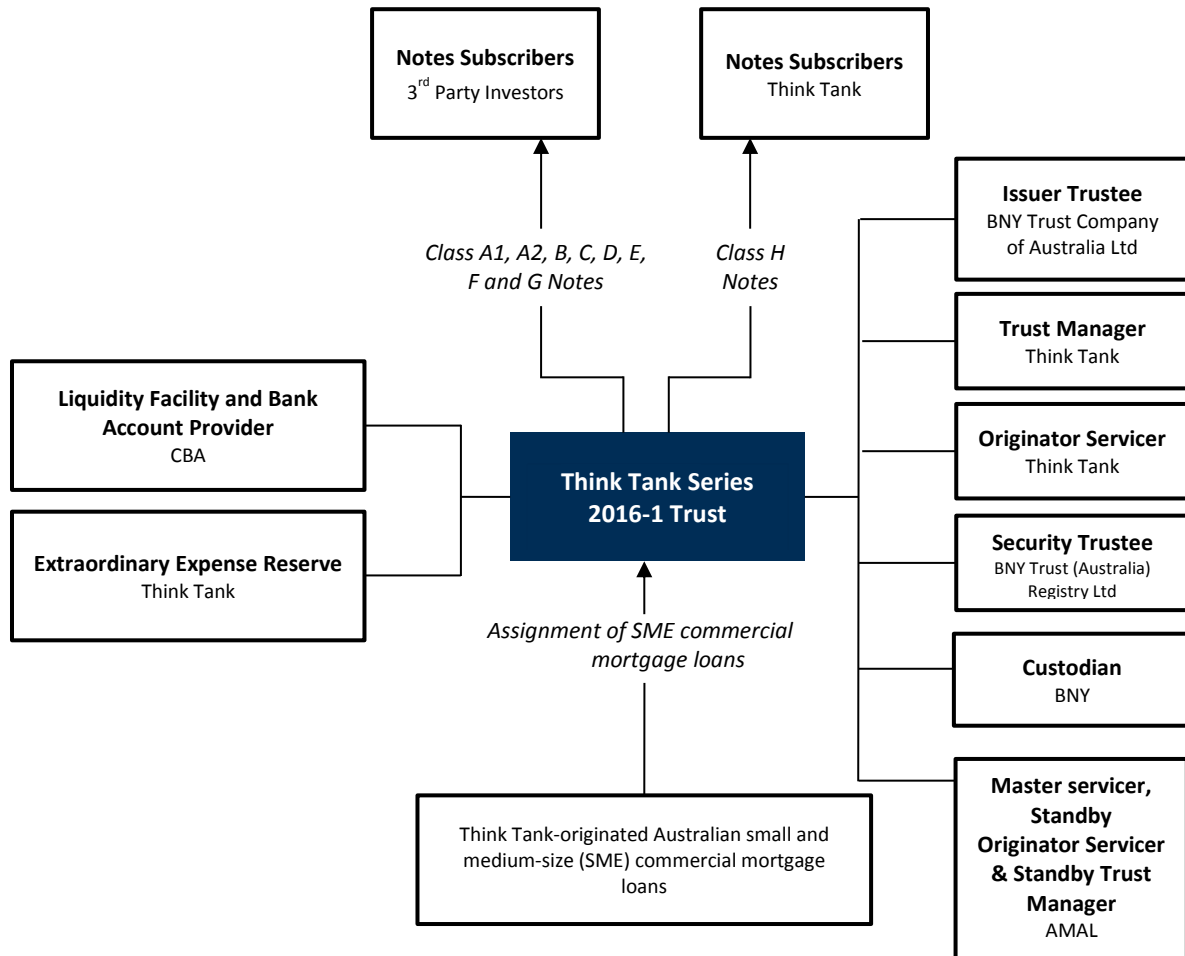 Notes Subscribers
3rd Party Investors
Notes Subscribers
Think Tank
Issuer Trustee
BNY Trust Company
of Australia Ltd
Class A1, A2, B, C, D, E,
F and G Notes
Class H
Notes
Trust Manager
Think Tank
Liquidity Facility and Bank
Account Provider
CBA
Originator Servicer
Think Tank
Think Tank Series
2016-1 Trust
Extraordinary Expense Reserve
Think Tank
Security Trustee
BNY Trust (Australia)
Registry Ltd
Assignment of SME commercial
mortgage loans
Custodian
BNY
Think Tank-originated Australian small and
medium-size (SME) commercial mortgage
loans
Master servicer,
Standby
Originator Servicer
& Standby Trust
Manager
AMAL